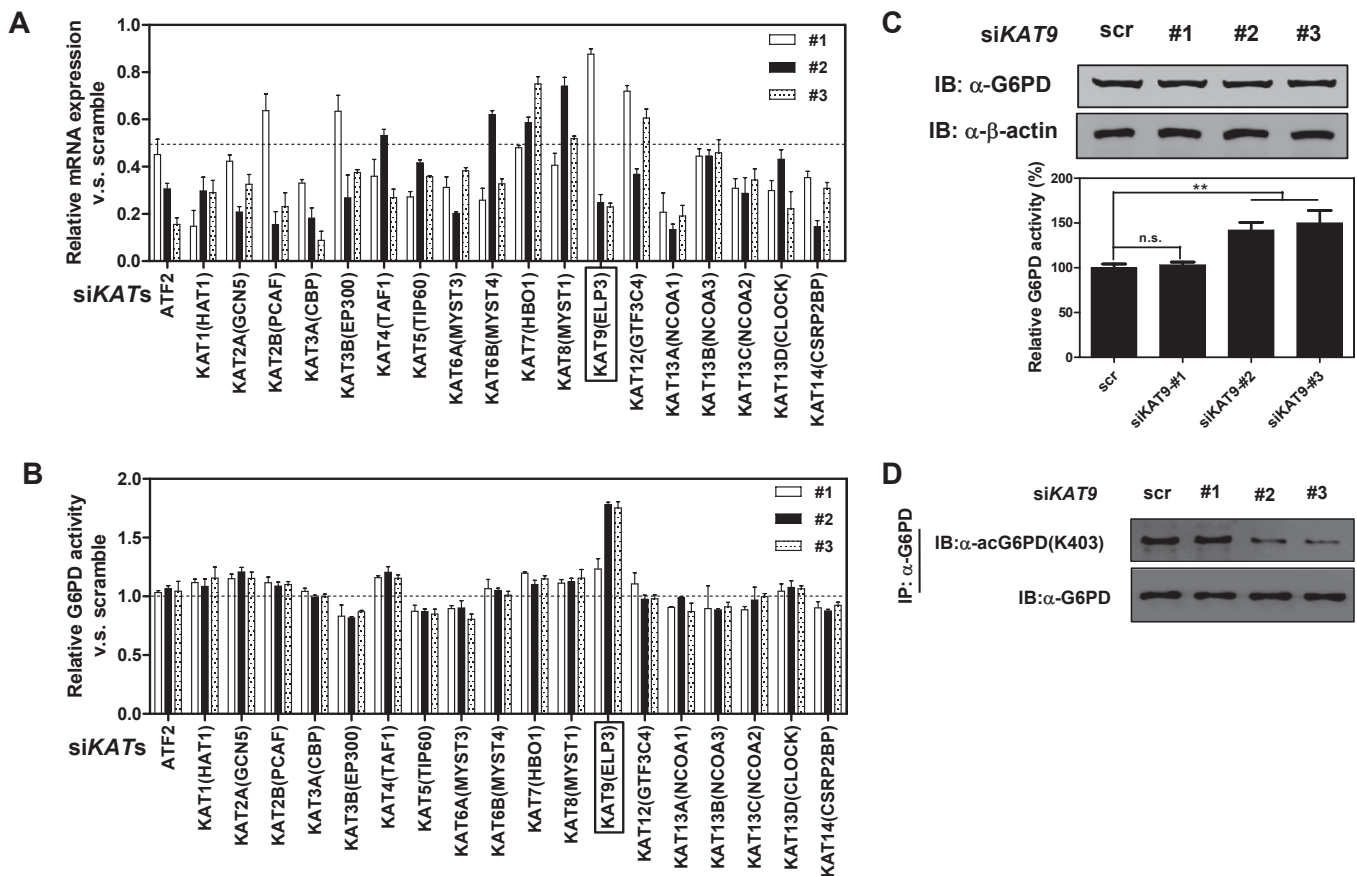 A
Relative mRNA expression
v.s. scramble
1.0
0.8
0.6
0.4
0.2
0.0
#1
#2
#3
siKATs
ATF2
KAT1(HAT1)
KAT2A(GCN5)
KAT2B(PCAF)
KAT3A(CBP)
KAT3B(EP300)
KAT4(TAF1)
KAT5(TIP60)
KAT6A(MYST3)
KAT6B(MYST4)
KAT7(HBO1)
KAT8(MYST1)
KAT9(ELP3)
KAT12(GTF3C4)
KAT13A(NCOA1)
KAT13B(NCOA3)
KAT13C(NCOA2)
KAT13D(CLOCK)
KAT14(CSRP2BP)
B
Relative G6PD activity
v.s. scramble
2.0
1.5
1.0
0.5
0.0
#1
#2
#3
siKATs
ATF2
KAT1(HAT1)
KAT2A(GCN5)
KAT2B(PCAF)
KAT3A(CBP)
KAT3B(EP300)
KAT4(TAF1)
KAT5(TIP60)
KAT6A(MYST3)
KAT6B(MYST4)
KAT7(HBO1)
KAT8(MYST1)
KAT9(ELP3)
KAT12(GTF3C4)
KAT13A(NCOA1)
KAT13B(NCOA3)
KAT13C(NCOA2)
KAT13D(CLOCK)
KAT14(CSRP2BP)
C
siKAT9 scr #1 #2 #3
IB: α-G6PD
IB: α-β-actin
Relative G6PD activity (%)
200
150
100
50
0
**
n.s.
scr
siKAT9-#1
siKAT9-#2
siKAT9-#3
D
siKAT9 scr #1 #2 #3
IP: α-G6PD
IB:α-acG6PD(K403)
IB:α-G6PD